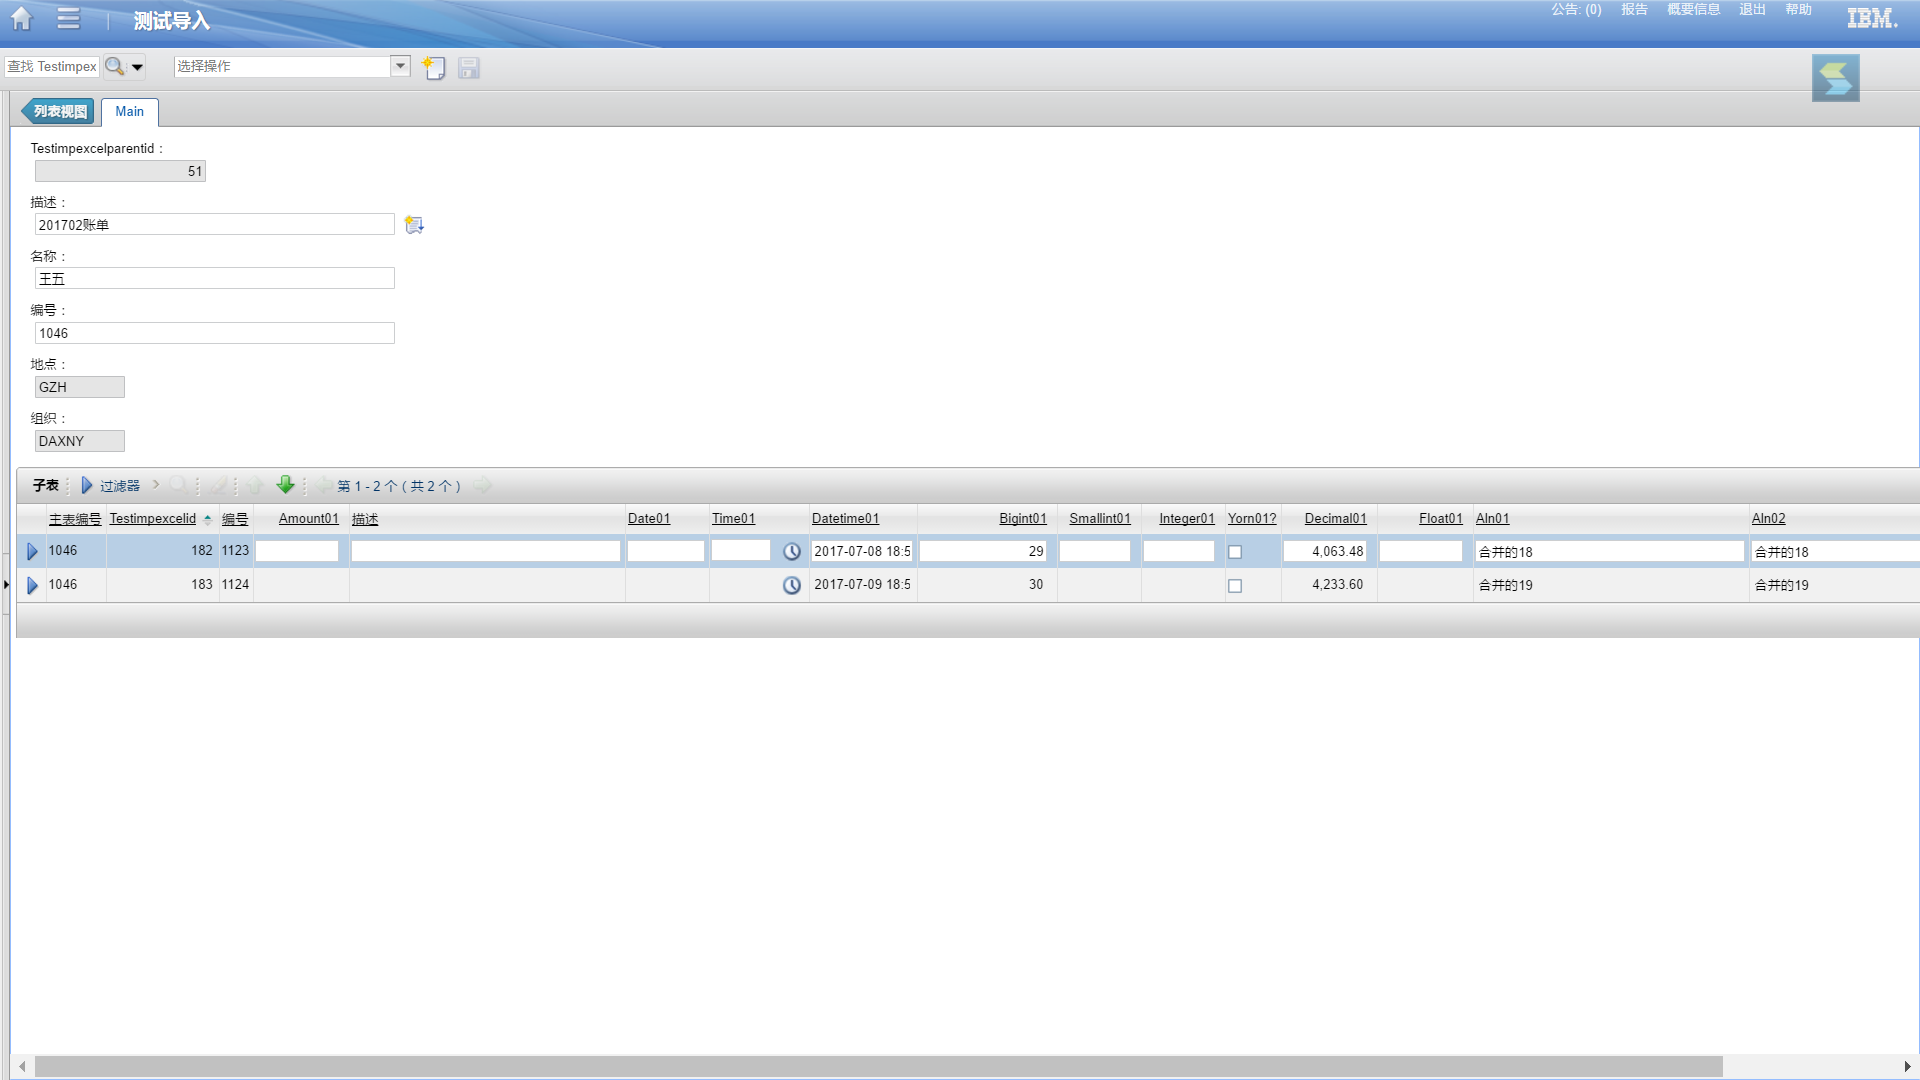 测试导入
公告: (0) 报告 概要信息 退出 帮助 IBM.
查找 Testimpex 选择操作
列表视图 Main
Testimpexcelparentid :
51
描述 :
201702账单
名称 :
王五
编号 :
1046
地点 :
GZH
组织 :
DAXNY
子表 过滤器 第 1 - 2 个 ( 共 2 个 )
主表编号 Testimpexcelid 编号 Amount01 描述 Date01 Time01 Datetime01 Bigint01 Smallint01 Integer01 Yorn01? Decimal01 Float01 Aln01 Aln02
1046 182 1123 2017-07-08 18:5 29 4,063.48 合并的18 合并的18
1046 183 1124 2017-07-09 18:5 30 4,233.60 合并的19 合并的19